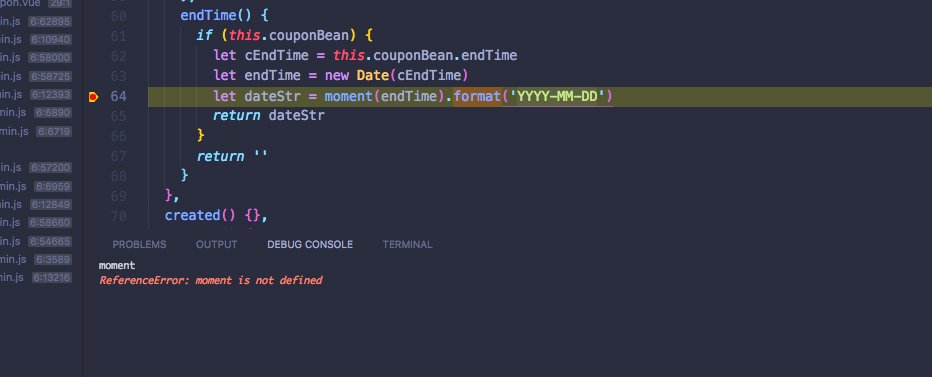 pon.vue 29:1
in.js 6:62895
min.js 6:10940
in.js 6:58000
in.js 6:58725
in.js 6:12393
min.js 6:6890
min.js 6:6719
in.js 6:57200
min.js 6:6959
in.js 6:12849
in.js 6:58660
in.js 6:54665
min.js 6:3589
in.js 6:13216
60 endTime() {
61 if (this.couponBean) {
62 let cEndTime = this.couponBean.endTime
63 let endTime = new Date(cEndTime)
64 let dateStr = moment(endTime).format('YYYY-MM-DD')
65 return dateStr
66 }
67 return ''
68 }
69 },
70 created() {},
PROBLEMS OUTPUT DEBUG CONSOLE TERMINAL
moment
ReferenceError: moment is not defined